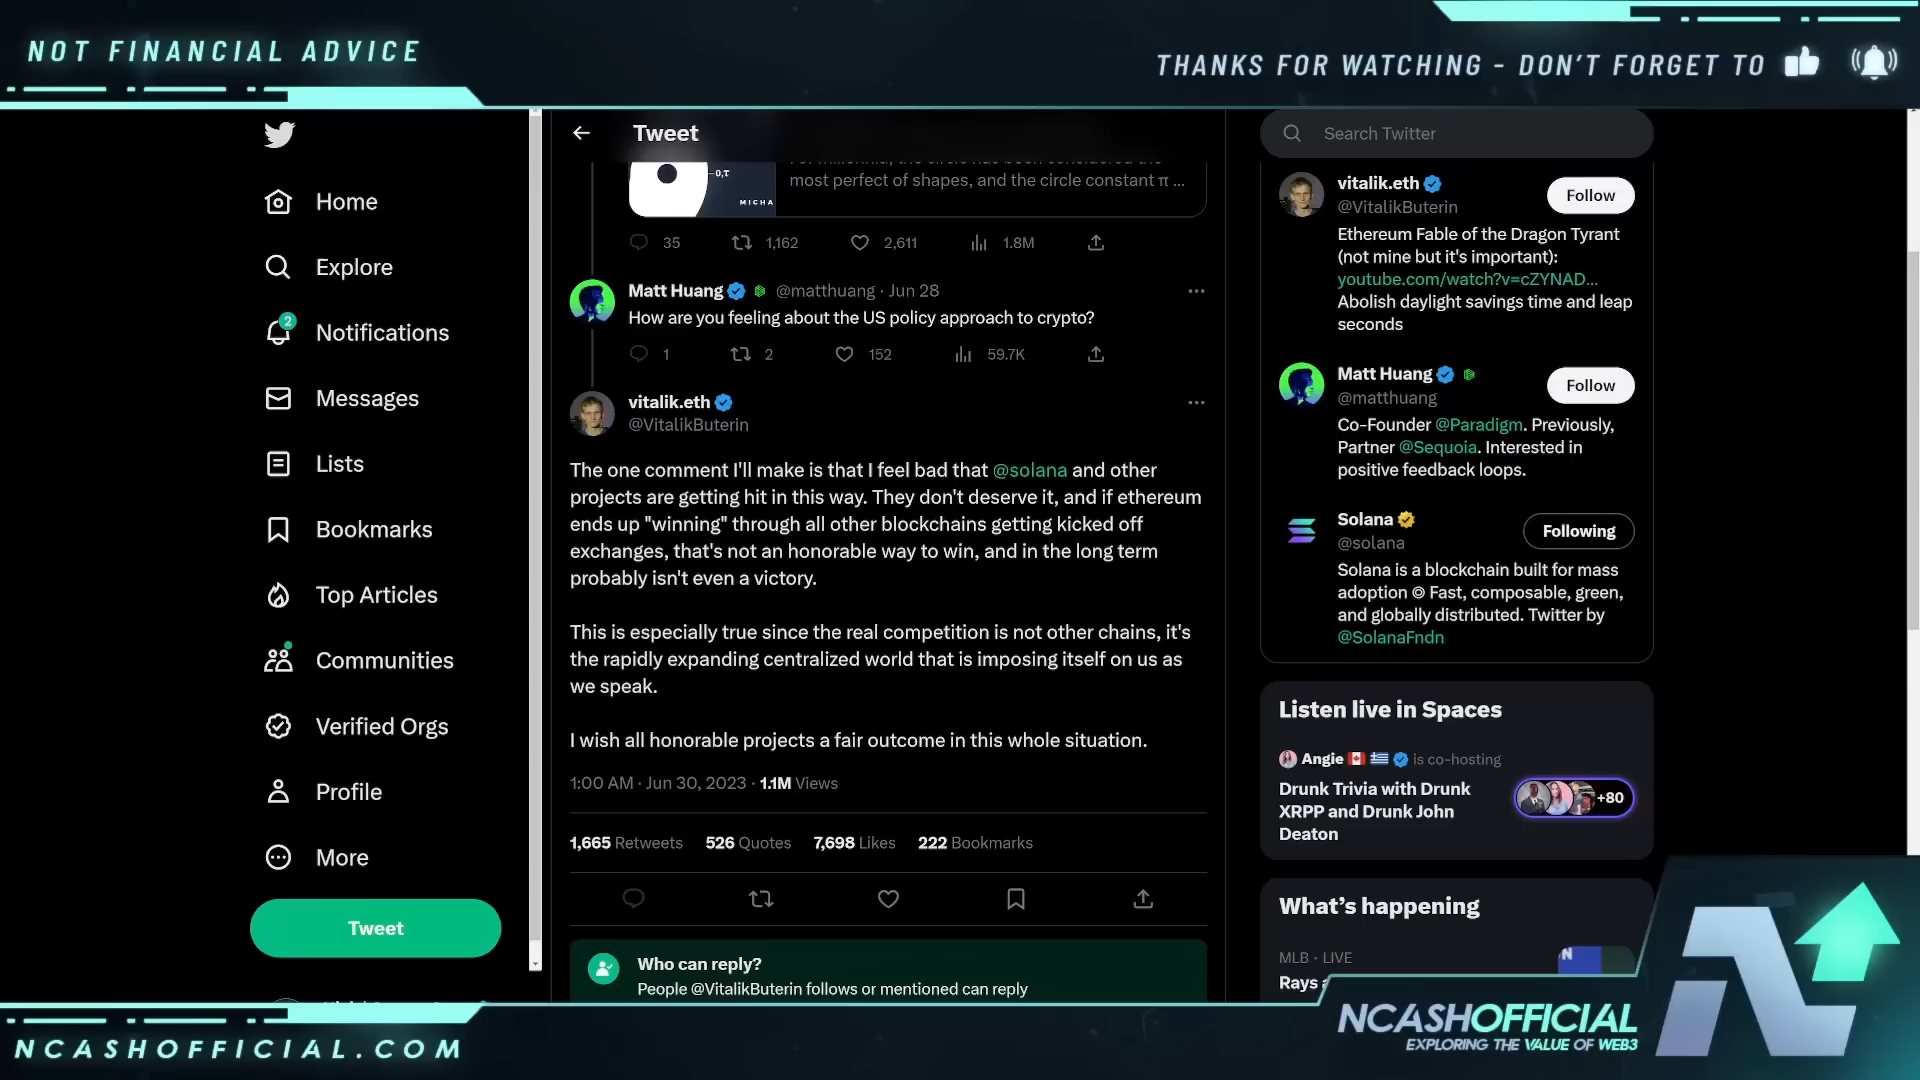 NOT FINANCIAL ADVICE
THANKS FOR WATCHING - DON'T FORGET TO
Home
Explore
2
Notifications
Messages
Lists
Bookmarks
Top Articles
Communities
Verified Orgs
Profile
More
Tweet
Tweet
0,τ
MICHA
most perfect of shapes, and the circle constant π ...
35 1,162 2,611 1.8M
Matt Huang @matthuang · Jun 28
How are you feeling about the US policy approach to crypto?
1 2 152 59.7K
vitalik.eth
@VitalikButerin
The one comment I'll make is that I feel bad that @solana and other
projects are getting hit in this way. They don't deserve it, and if ethereum
ends up "winning" through all other blockchains getting kicked off
exchanges, that's not an honorable way to win, and in the long term
probably isn't even a victory.
This is especially true since the real competition is not other chains, it's
the rapidly expanding centralized world that is imposing itself on us as
we speak.
I wish all honorable projects a fair outcome in this whole situation.
1:00 AM · Jun 30, 2023 · 1.1M Views
1,665 Retweets 526 Quotes 7,698 Likes 222 Bookmarks
Who can reply?
People @VitalikButerin follows or mentioned can reply
Search Twitter
vitalik.eth
@VitalikButerin
Follow
Ethereum Fable of the Dragon Tyrant
(not mine but it's important):
youtube.com/watch?v=cZYNAD...
Abolish daylight savings time and leap
seconds
Matt Huang
@matthuang
Follow
Co-Founder @Paradigm. Previously,
Partner @Sequoia. Interested in
positive feedback loops.
Solana
@solana
Following
Solana is a blockchain built for mass
adoption Fast, composable, green,
and globally distributed. Twitter by
@SolanaFndn
Listen live in Spaces
Angie is co-hosting
Drunk Trivia with Drunk
XRPP and Drunk John
Deaton
+80
What's happening
MLB · LIVE
Rays
NCASHOFFICIAL.COM
NCASHOFFICIAL
EXPLORING THE VALUE OF WEB3